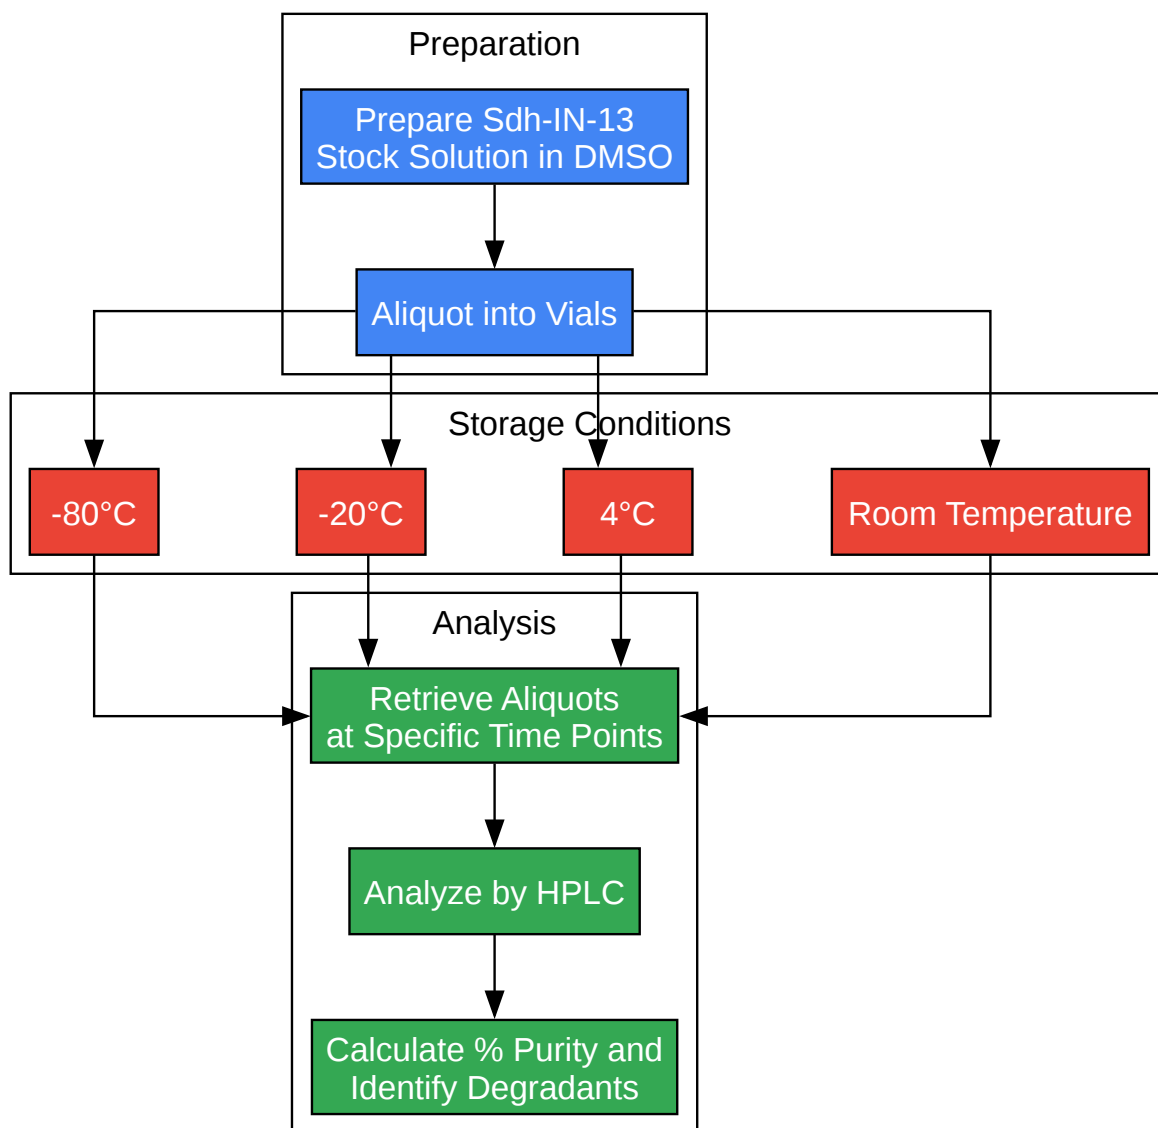 Preparation
Prepare Sdh-IN-13
Stock Solution in DMSO
Aliquot into Vials
Storage Conditions
-80°C
-20°C
4°C
Room Temperature
Analysis
Retrieve Aliquots
at Specific Time Points
Analyze by HPLC
Calculate % Purity and
Identify Degradants